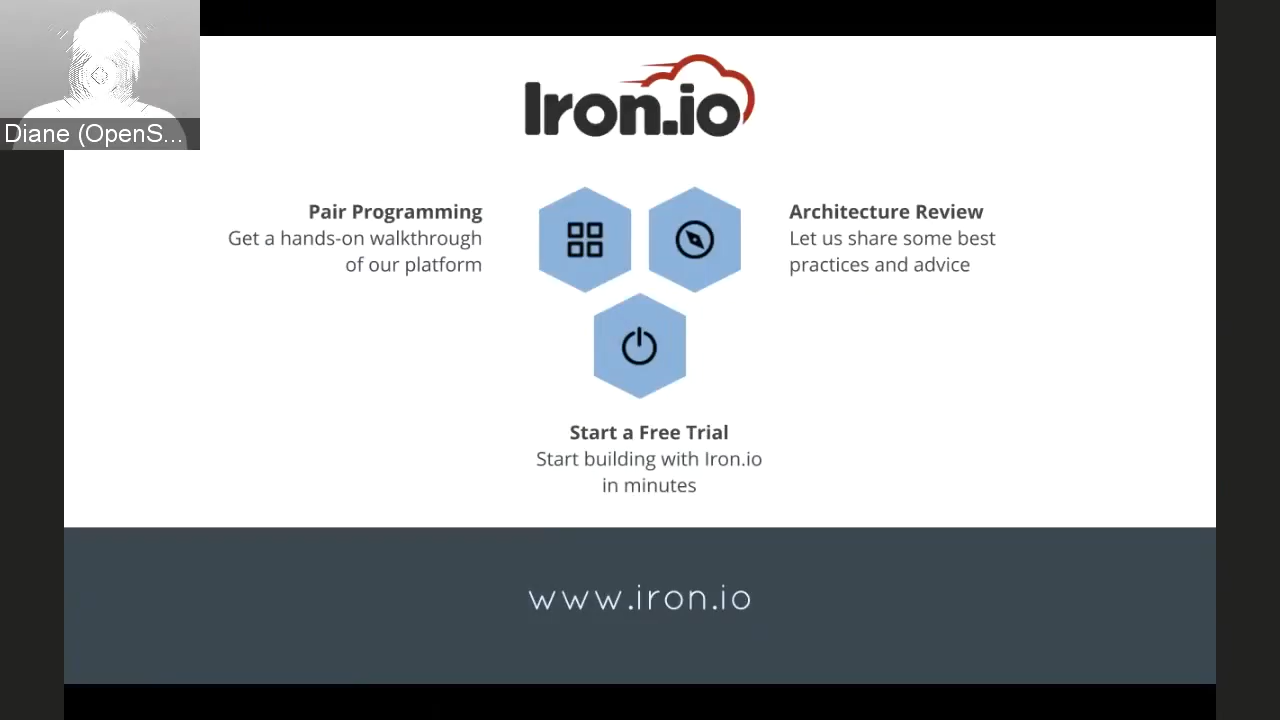 Diane (OpenS...
Iron.io
Pair Programming
Get a hands-on walkthrough
of our platform
Architecture Review
Let us share some best
practices and advice
Start a Free Trial
Start building with Iron.io
in minutes
www.iron.io